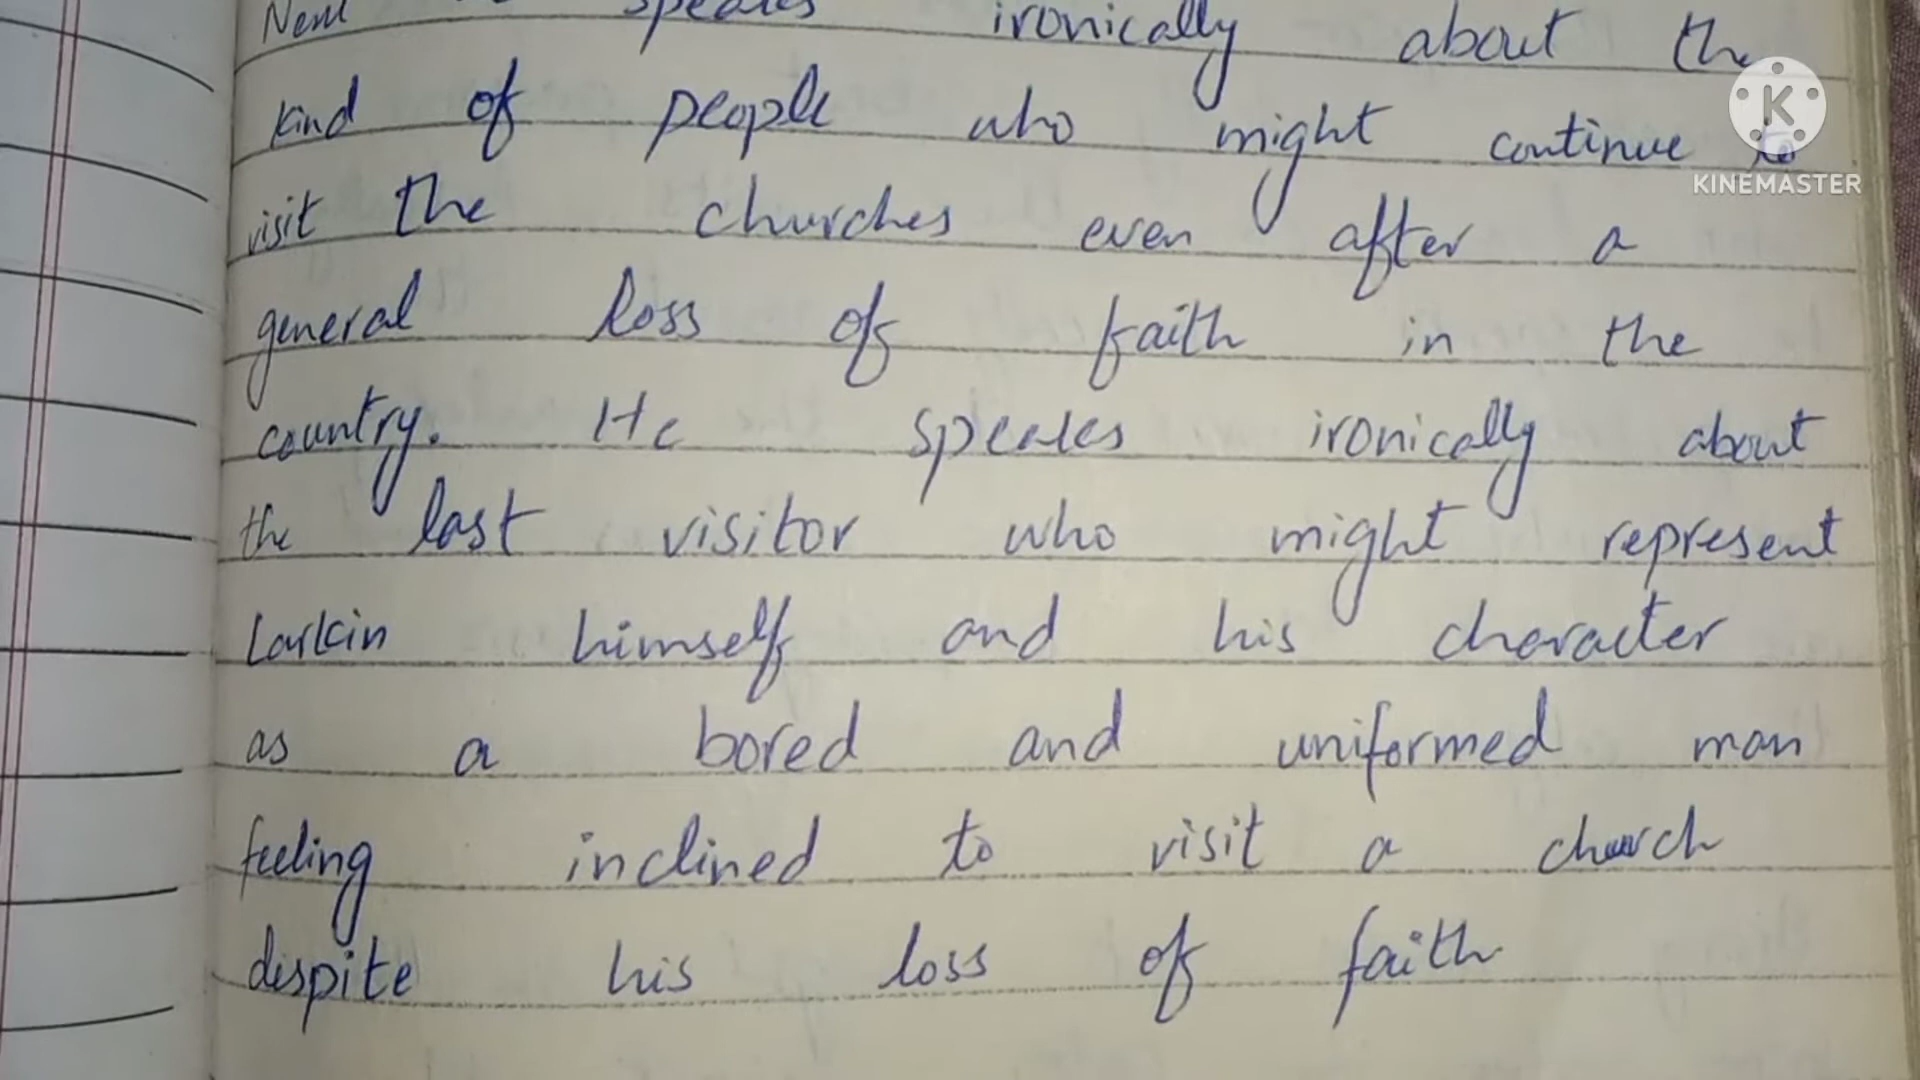 Next speaks ironically about the
kind of people who might continue to
visit the churches even after a
general loss of faith in the
country. He speaks ironically about
the last visitor who might represent
Larkin himself and his character
as a bored and uniformed man
feeling inclined to visit a church
despite his loss of faith
K
KINEMASTER